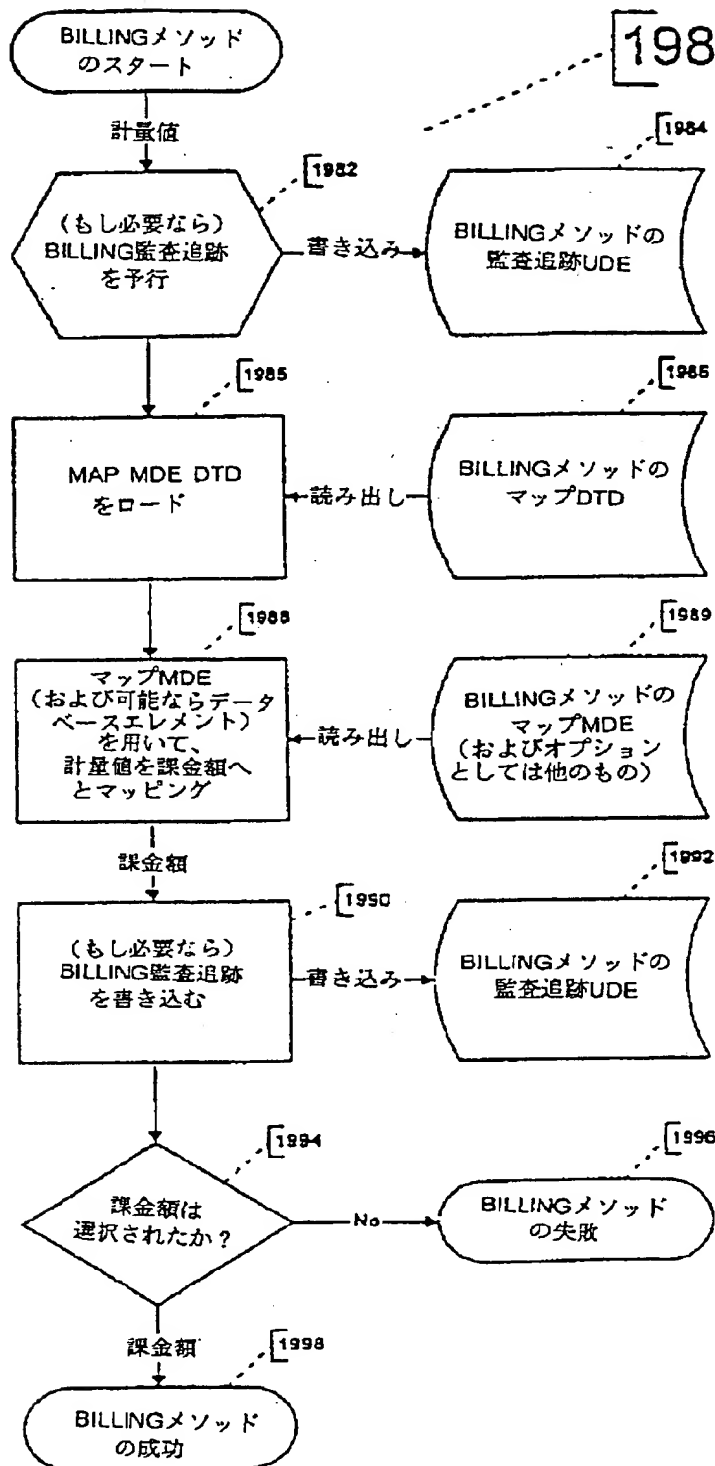 BILLINGメソッド
のスタート
198
計量値
1984
1982
(もし必要なら)
BILLING監査追跡
を予行
書き込み
BILLINGメソッドの
監査追跡UDE
1985
1985
MAP MDE DTD
をロード
読み出し
BILLINGメソッドの
マップDTD
1988
1989
マップMDE
(および可能ならデータ
ベースエレメント)
を用いて、
計量値を課金額へ
とマッピング
読み出し
BILLINGメソッドの
マップMDE
(およびオプション
としては他のもの)
課金額
1992
1990
(もし必要なら)
BILLING監査追跡
を書き込む
書き込み
BILLINGメソッドの
監査追跡UDE
1994
1996
課金額は
選択されたか?
No
BILLINGメソッド
の失敗
課金額
1998
BILLINGメソッド
の成功